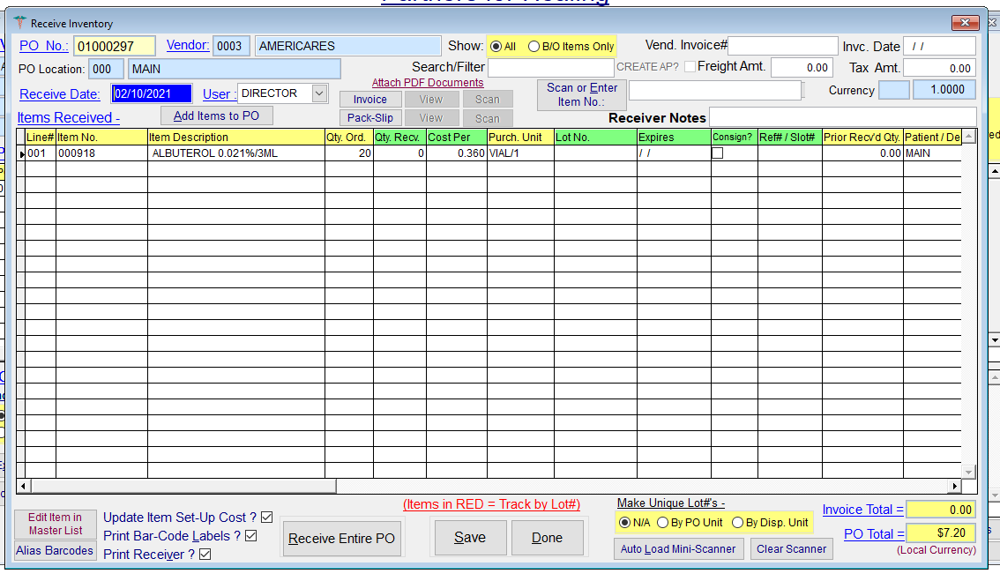 Partners for Healing
Receive Inventory
PO No.: 01000297 Vendor: 0003 AMERICARES Show: All B/O Items Only Vend. Invoice# Invc. Date / /
PO Location: 000 MAIN Search/Filter CREATE AP? Freight Amt. 0.00 Tax Amt. 0.00
Attach PDF Documents
Receive Date: 02/10/2021 User : DIRECTOR Invoice View Scan Scan or Enter Item No.: Currency 1.0000
Items Received - Add Items to PO Pack-Slip View Scan Receiver Notes
Line# Item No. Item Description Qty. Ord. Qty. Recv. Cost Per Purch. Unit Lot No. Expires Consign? Ref# / Slot# Prior Recv'd Qty. Patient / De
001 000918 ALBUTEROL 0.021%/3ML 20 0 0.360 VIAL/1 / / 0.00 MAIN
(Items in RED = Track by Lot#) Make Unique Lot#'s -
Edit Item in Master List Update Item Set-Up Cost ? Invoice Total = 0.00
N/A By PO Unit By Disp. Unit
Print Bar-Code Labels ? Receive Entire PO Save Done PO Total = $7.20
Alias Barcodes Print Receiver ? Auto Load Mini-Scanner Clear Scanner (Local Currency)